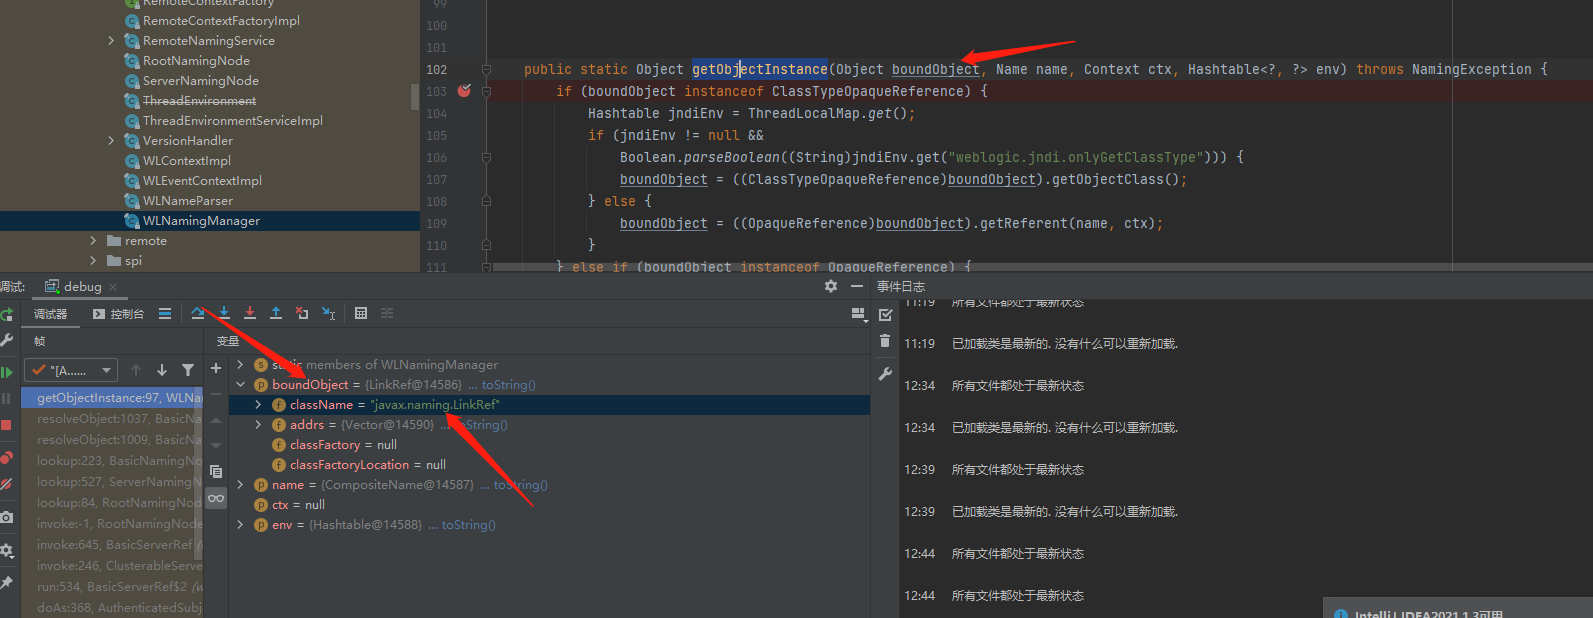 RemoteContextFactory
RemoteContextFactoryImpl
RemoteNamingService
RootNamingNode
ServerNamingNode
ThreadEnvironment
ThreadEnvironmentServiceImpl
VersionHandler
WLContextImpl
WLEventContextImpl
WLNameParser
WLNamingManager
remote
spi
99
100
101
102 public static Object getObjectInstance(Object boundObject, Name name, Context ctx, Hashtable<?, ?> env) throws NamingException {
103 if (boundObject instanceof ClassTypeOpaqueReference) {
104 Hashtable jndiEnv = ThreadLocalMap.get();
105 if (jndiEnv != null &&
106 Boolean.parseBoolean((String)jndiEnv.get("weblogic.jndi.onlyGetClassType"))) {
107 boundObject = ((ClassTypeOpaqueReference)boundObject).getObjectClass();
108 } else {
109 boundObject = ((OpaqueReference)boundObject).getReferent(name, ctx);
110 }
111 } else if (boundObject instanceof OpaqueReference) {
调试: debug
调试器 控制台
帧
"[A......
getObjectInstance:97, WLNa
resolveObject:1037, BasicNa
resolveObject:1009, BasicNa
lookup:223, BasicNamingNo
lookup:527, ServerNamingN
lookup:84, RootNamingNod
invoke:-1, RootNamingNode
invoke:645, BasicServerRef (
invoke:246, ClusterableServe
run:534, BasicServerRef$2 (w
doAs:368, AuthenticatedSubj
变量
static members of WLNamingManager
boundObject = {LinkRef@14586} ... toString()
className = "javax.naming.LinkRef"
addrs = {Vector@14590} ... toString()
classFactory = null
classFactoryLocation = null
name = {CompositeName@14587} ... toString()
ctx = null
env = {Hashtable@14588} ... toString()
事件日志
11:19 所有文件都处于最新状态
11:19 已加载类是最新的. 没有什么可以重新加载.
12:34 所有文件都处于最新状态
12:34 已加载类是最新的. 没有什么可以重新加载.
12:39 所有文件都处于最新状态
12:39 已加载类是最新的. 没有什么可以重新加载.
12:44 所有文件都处于最新状态
12:44 所有文件都处于最新状态
IntelliJ IDEA2021.1.3可用